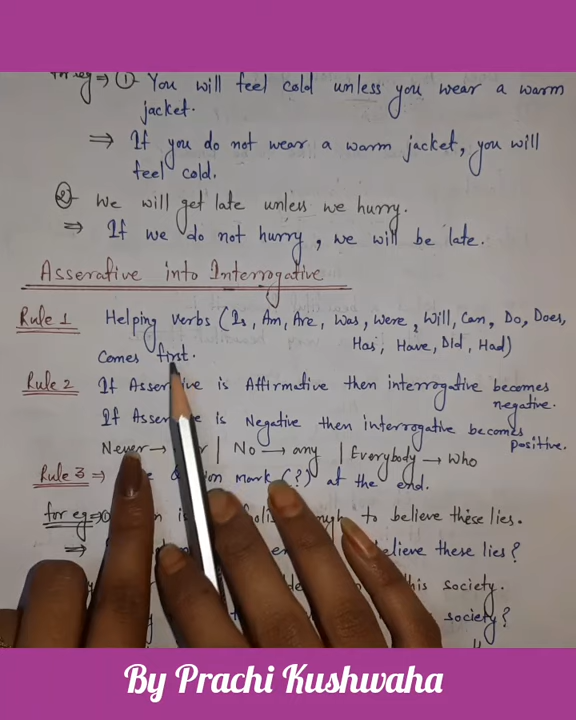 for eg ⇒ ① You will feel cold unless you wear a warm
jacket.
⇒ If you do not wear a warm jacket, you will
feel cold.
② We will get late unless we hurry.
⇒ If we do not hurry, we will be late.
Asserative into Interrogative
Rule 1 Helping verbs (Is, Am, Are, Was, Were, Will, Can, Do, Does,
Has, Have, Did, Had)
Comes first.
Rule 2 If Asserative is Affirmative then interrogative becomes
negative.
If Asser is Negative then interrogative becomes
positive.
Never → r | No → any | Everybody → Who
Rule 3 ⇒ on mark (?) at the end.
for eg ⇒ ① is to believe these lies.
⇒ believe these lies?
this society.
society?
By Prachi Kushwaha